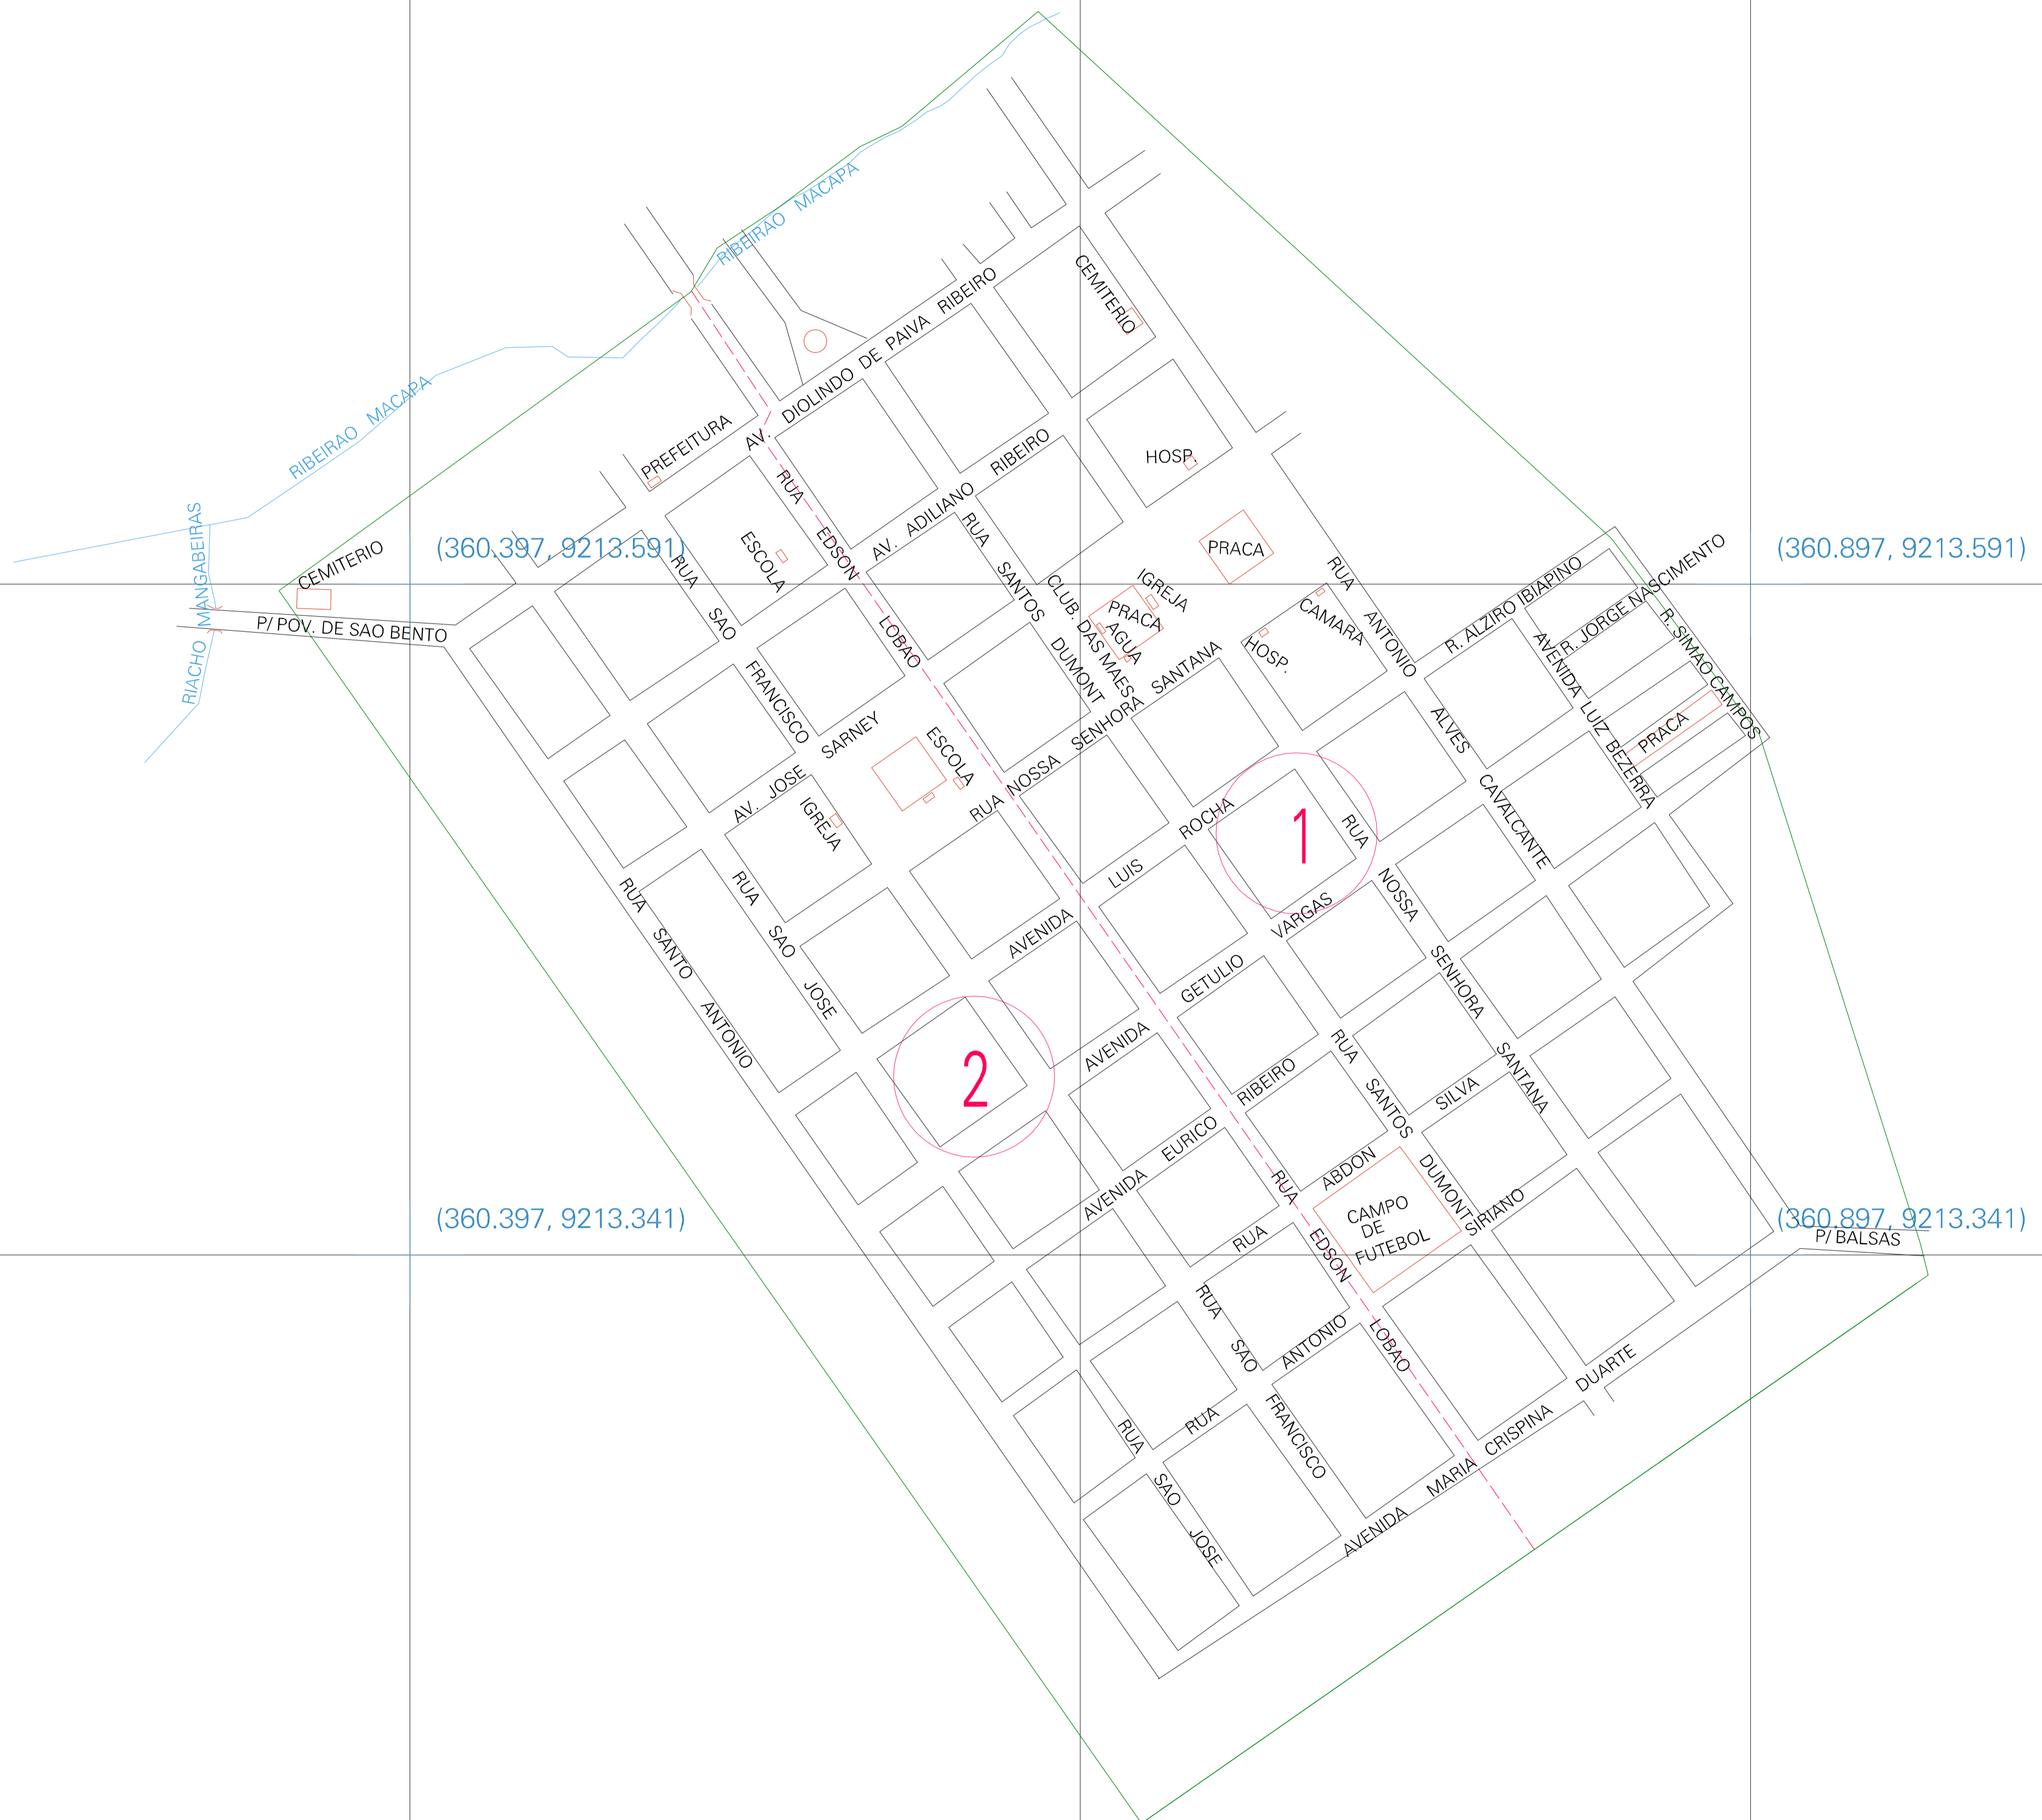 RIBEIRAO MACAPA
RIBEIRAO MACAPA
RIACHO MANGABEIRAS
CEMITERIO
P/ POV. DE SAO BENTO
(360.397, 9213.591)
(360.897, 9213.591)
PREFEITURA
AV. DIOLINDO DE PAIVA RIBEIRO
CEMITERIO
HOSP.
PRACA
ESCOLA
RUA EDSON LOBAO
AV. ADILIANO RIBEIRO
RUA SANTOS DUMONT
CLUB. DAS MAES
IGREJA
PRACA
AGUA
CAMARA
HOSP.
RUA SAO FRANCISCO
AV. JOSE SARNEY
ESCOLA
IGREJA
RUA NOSSA SENHORA SANTANA
RUA ANTONIO ALVES CAVALCANTE
R. ALZIRO IBIAPINO
R. JORGE NASCIMENTO
R. SIMAO CAMPOS
AVENIDA LUIZ BEZERRA
PRACA
1
RUA SANTO ANTONIO
RUA SAO JOSE
AVENIDA LUIS ROCHA
RUA NOSSA SENHORA SANTANA
AVENIDA GETULIO VARGAS
2
AVENIDA EURICO RIBEIRO
RUA SANTOS DUMONT
RUA ABDON SILVA
CAMPO
DE
FUTEBOL
RUA EDSON LOBAO
RUA ANTONIO SIRIANO
RUA SAO FRANCISCO
RUA SAO JOSE
AVENIDA MARIA CRISPINA DUARTE
(360.397, 9213.341)
(360.897, 9213.341)
P/ BALSAS